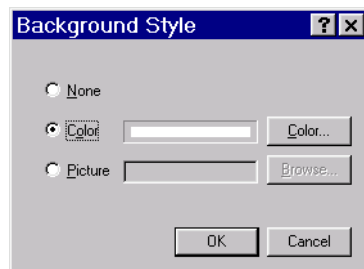 Background Style ? ×
None
Color Color...
Picture Browse...
OK Cancel